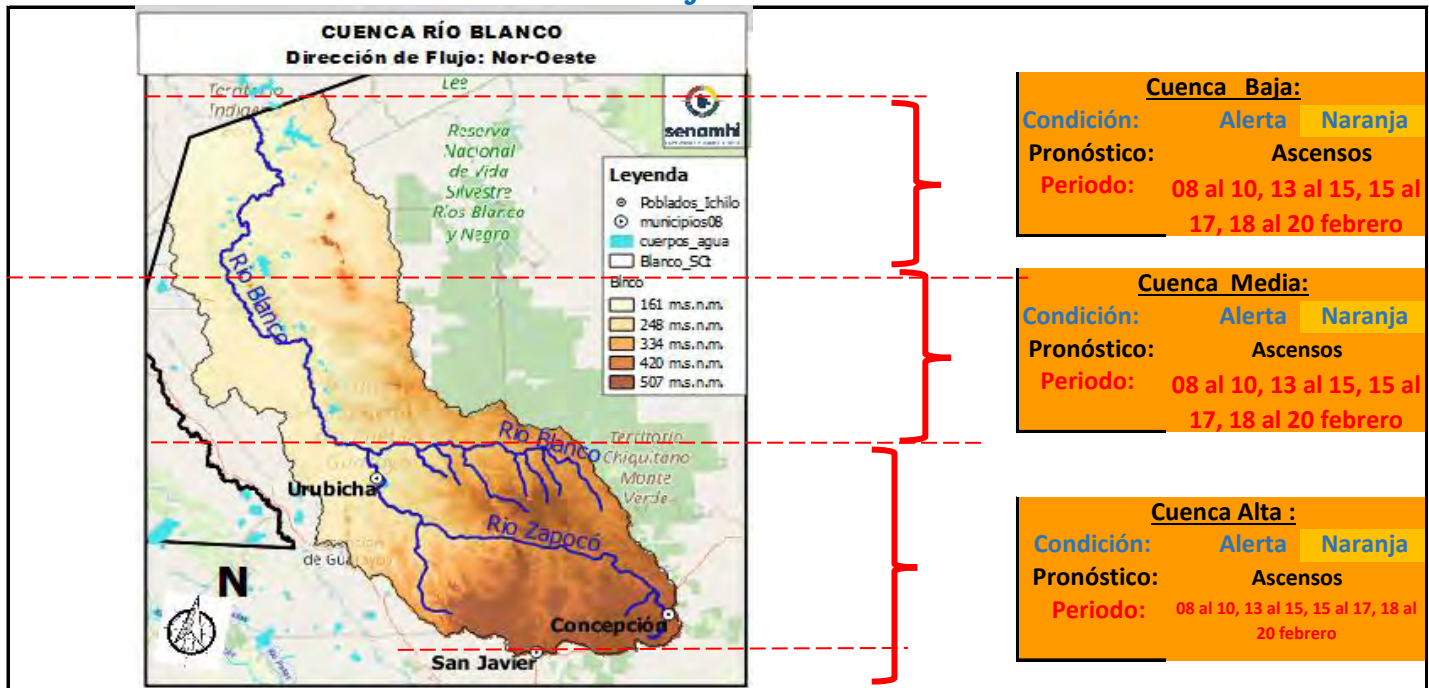 CUENCA RÍO BLANCO
Dirección de Flujo: Nor-Oeste
Territorio
Indígena
Lee
Reserva
Nacional
de Vida
Silvestre
Ríos Blanco
y Negro
senamhi
Leyenda
Poblados_Ichilo
municipios08
cuerpos_agua
Blanco_SCz
Blnco
161 m.s.n.m.
248 m.s.n.m.
334 m.s.n.m.
420 m.s.n.m.
507 m.s.n.m.
Río Blanco
Río Blanco
Territorio
Chiquitano
Monte
Verde
Urubicha
Río Zapocó
de
N
Concepción
San Javier
Cuenca Baja:
Condición: Alerta Naranja
Pronóstico: Ascensos
Periodo: 08 al 10, 13 al 15, 15 al
17, 18 al 20 febrero
Cuenca Media:
Condición: Alerta Naranja
Pronóstico: Ascensos
Periodo: 08 al 10, 13 al 15, 15 al
17, 18 al 20 febrero
Cuenca Alta :
Condición: Alerta Naranja
Pronóstico: Ascensos
Periodo: 08 al 10, 13 al 15, 15 al 17, 18 al
20 febrero